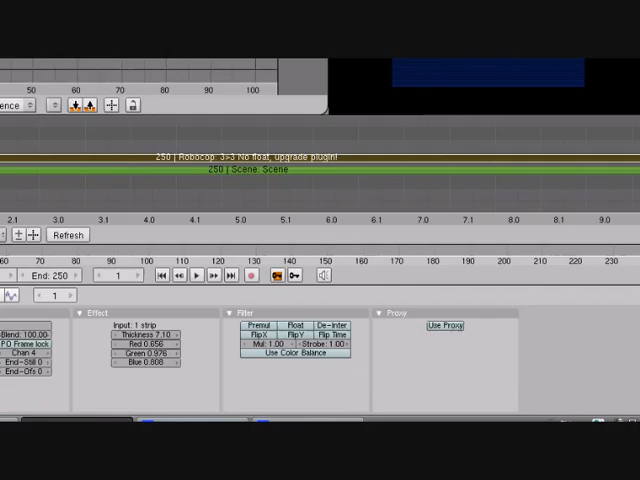 50 60 70 80 90 100
ence
250 | Robocop: 3>3 No float, upgrade plugin!
250 | Scene: Scene
2.1 3.0 3.1 4.0 4.1 5.0 5.1 6.0 6.1 7.0 7.1 8.0 8.1 9.0
Refresh
60 70 80 90 100 110 120 130 140 150 160 170 180 190 200 210 220 230
End: 250 1
1
Effect Filter Proxy
Blend: 100.00
PO Frame lock
Chan 4
End-Still 0
End-Ofs 0
Input: 1 strip
Thickness 7.10
Red 0.656
Green 0.976
Blue 0.808
Premul Float De-Inter
FlipX FlipY Flip Time
Mul: 1.00 Strobe: 1.00
Use Color Balance
Use Proxy